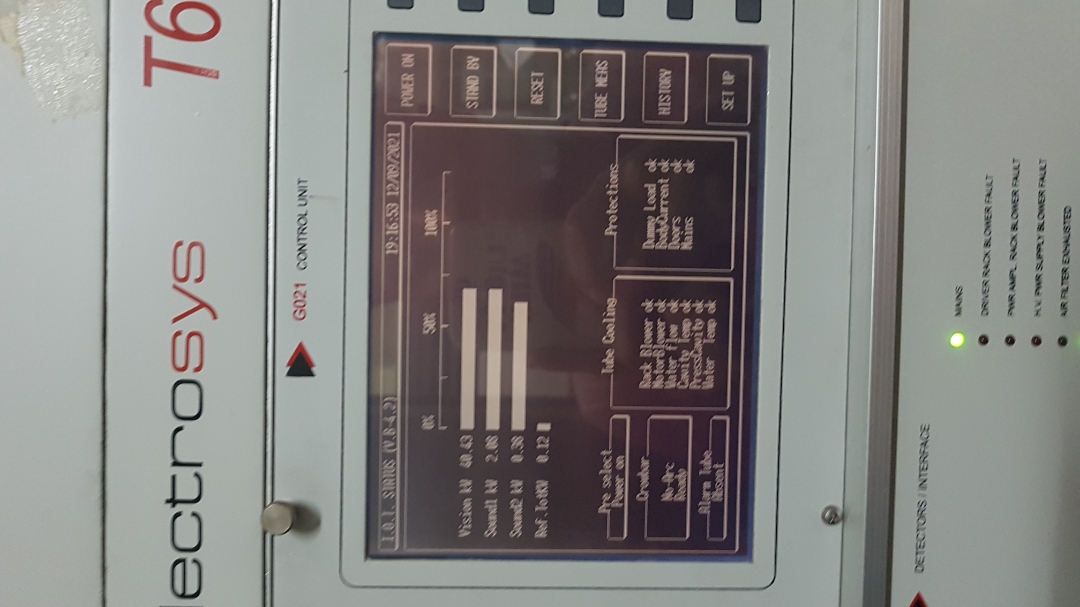 lectrosys
T6
G021 CONTROL UNIT
I.O.T. STATUS (V.B-4.2) 19:16:53 12/09/2021
0% 50% 100%
Vision kW 40.43
Sound1 kW 2.08
Sound2 kW 0.38
Ref.TotKW 0.12
POWER ON
STAND BY
RESET
TUBE MEAS
HISTORY
SET UP
Pre select
Power on
Crowbar
No-Arc
Ready
Alarm Tube
Absent
Tube Cooling
Rack Blower ok
MotorBlower ok
Water flow ok
Cavity Temp ok
PressCavity ok
Water Temp ok
Protections
Dummy Load ok
BodyCurrent ok
Doors ok
Mains ok
DETECTORS / INTERFACE
MAINS
DRIVER RACK BLOWER FAULT
PWR AMPL. RACK BLOWER FAULT
H.V. PWR SUPPLY BLOWER FAULT
AIR FILTER EXHAUSTED